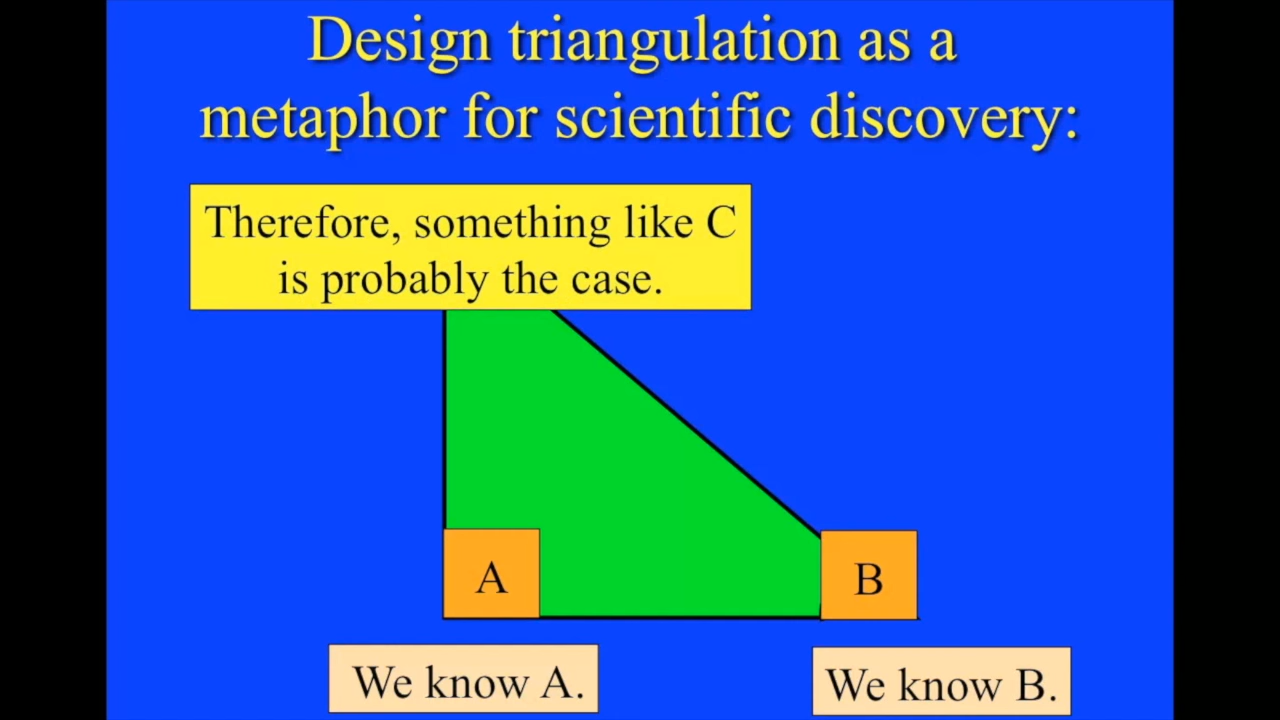 Design triangulation as a
metaphor for scientific discovery:
Therefore, something like C
is probably the case.
A
B
We know A.
We know B.